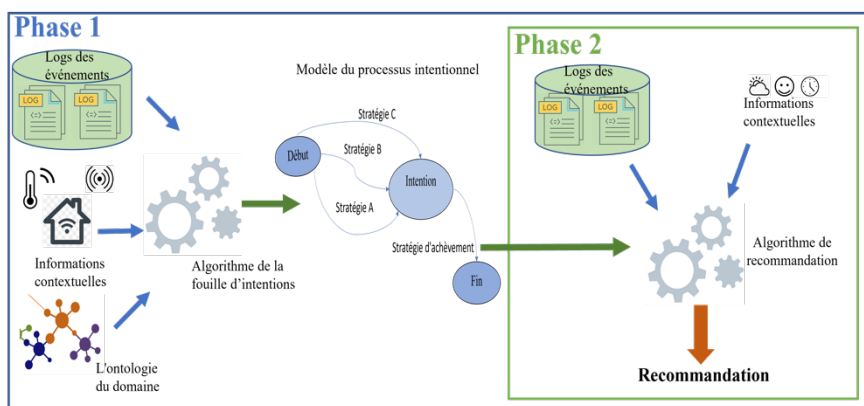 Phase 1
Logs des
événements
LOG
LOG
Informations
contextuelles
L'ontologie
du domaine
Algorithme de la
fouille d'intentions
Modèle du processus intentionnel
Stratégie C
Début
Stratégie B
Intention
Stratégie A
Stratégie d'achèvement
Fin
Phase 2
Logs des
événements
LOG
LOG
Informations
contextuelles
Algorithme de
recommandation
Recommandation